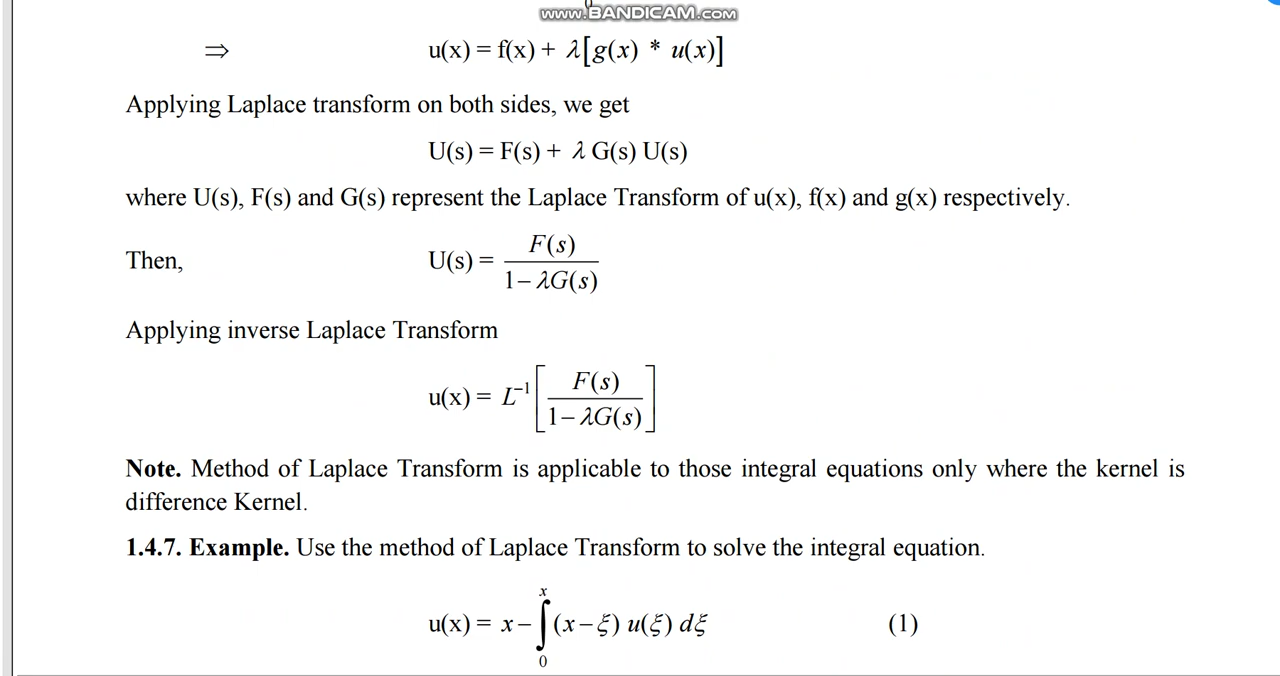 www.BANDICAM.com
⇒ u(x) = f(x) + λ[g(x) * u(x)]
Applying Laplace transform on both sides, we get
U(s) = F(s) + λ G(s) U(s)
where U(s), F(s) and G(s) represent the Laplace Transform of u(x), f(x) and g(x) respectively.
Then, U(s) = F(s) / 1 − λG(s)
Applying inverse Laplace Transform
u(x) = L⁻¹[F(s) / 1 − λG(s)]
Note. Method of Laplace Transform is applicable to those integral equations only where the kernel is
difference Kernel.
1.4.7. Example. Use the method of Laplace Transform to solve the integral equation.
u(x) = x − ∫₀ˣ (x − ξ) u(ξ) dξ (1)